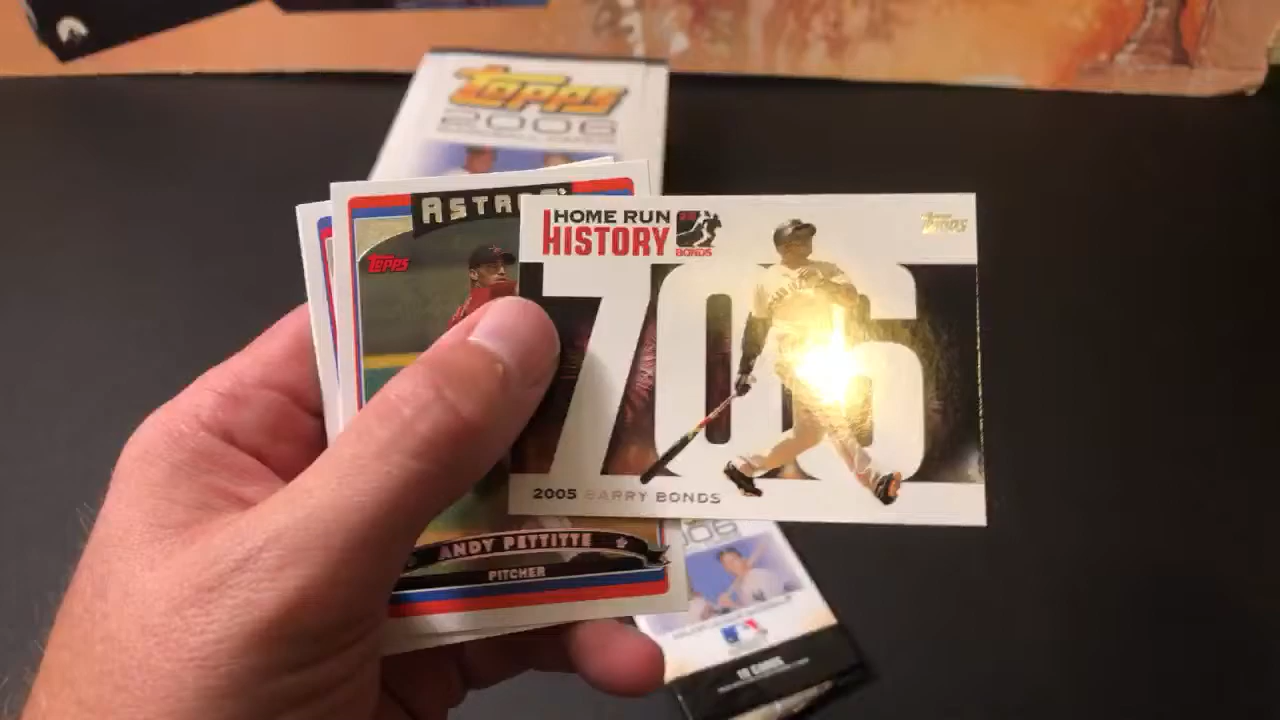 Topps
2006
ASTROS
Topps
HOME RUN
HISTORY
BONDS
Topps
706
2005 BARRY BONDS
ANDY PETTITTE
PITCHER